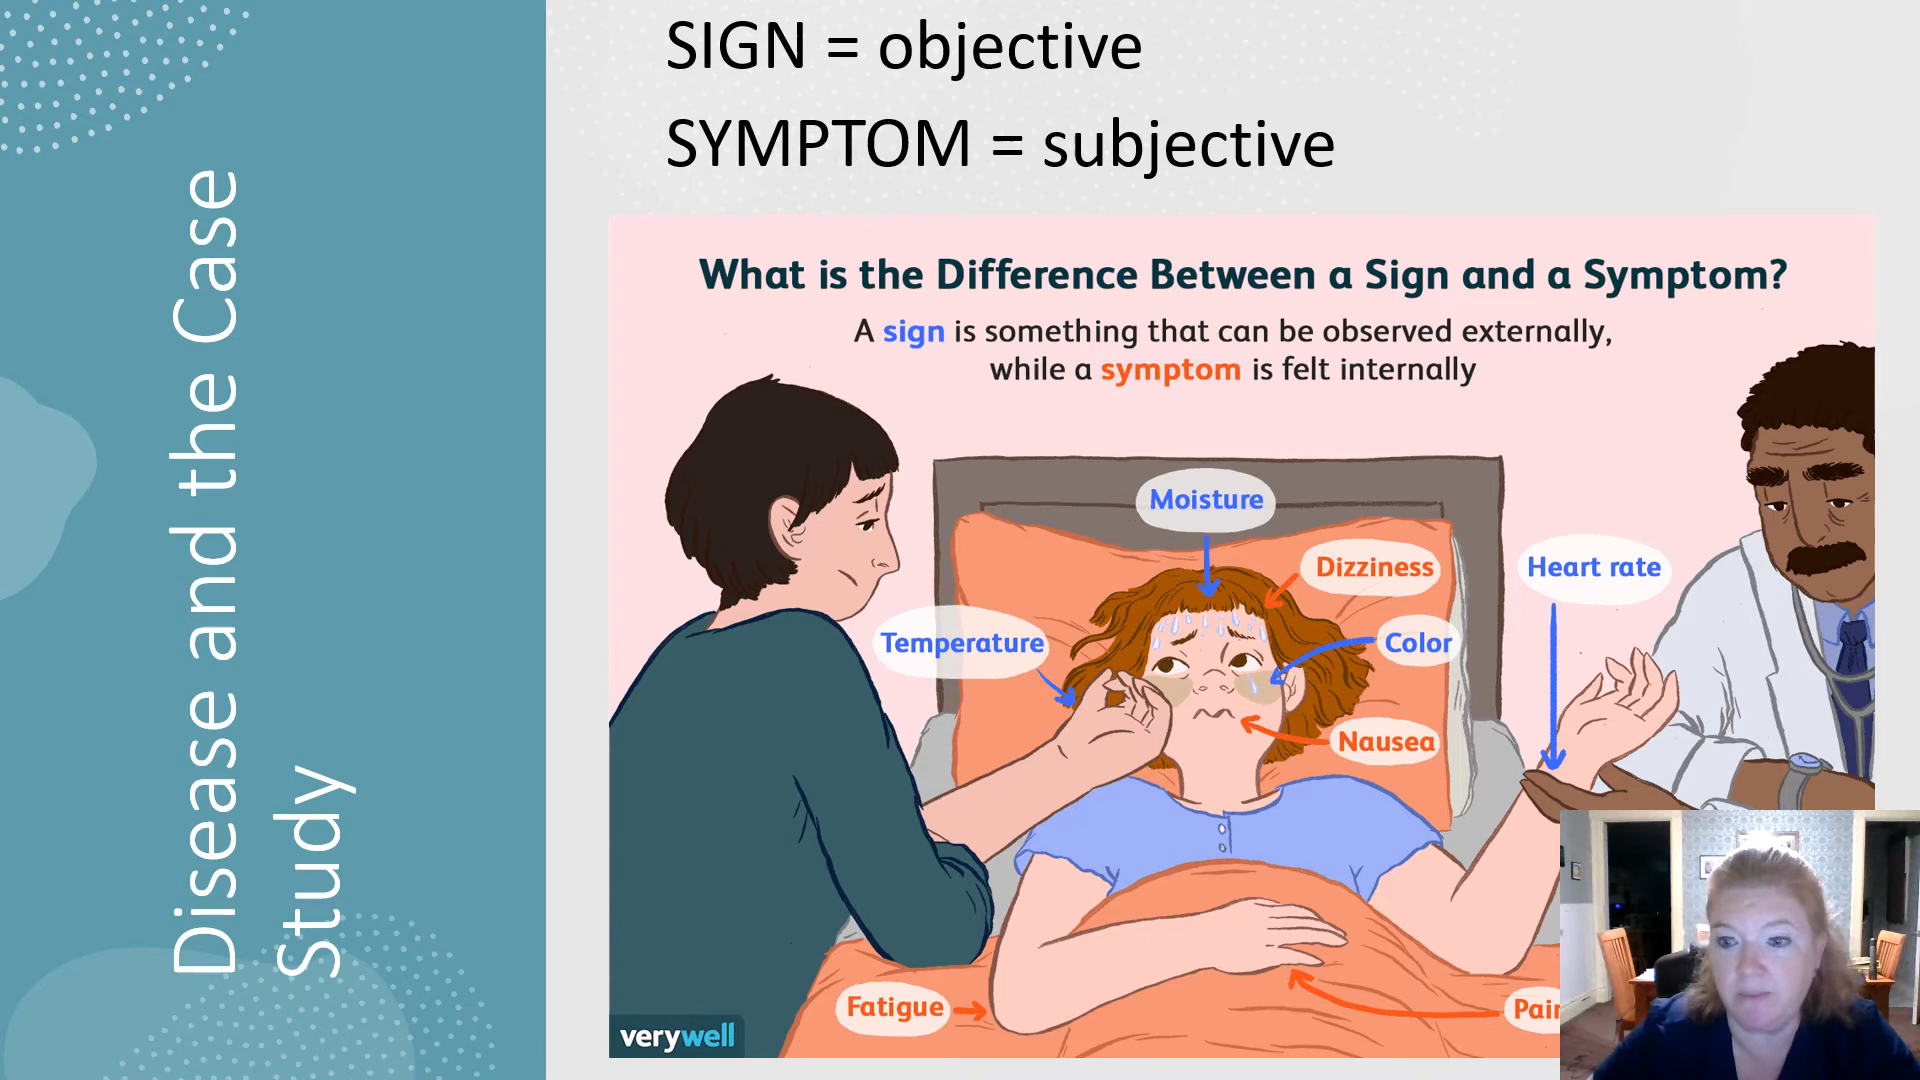 Disease and the Case
Study
SIGN = objective
SYMPTOM = subjective
What is the Difference Between a Sign and a Symptom?
A sign is something that can be observed externally,
while a symptom is felt internally
Moisture
Dizziness
Heart rate
Temperature
Color
Nausea
Fatigue
Pain
verywell